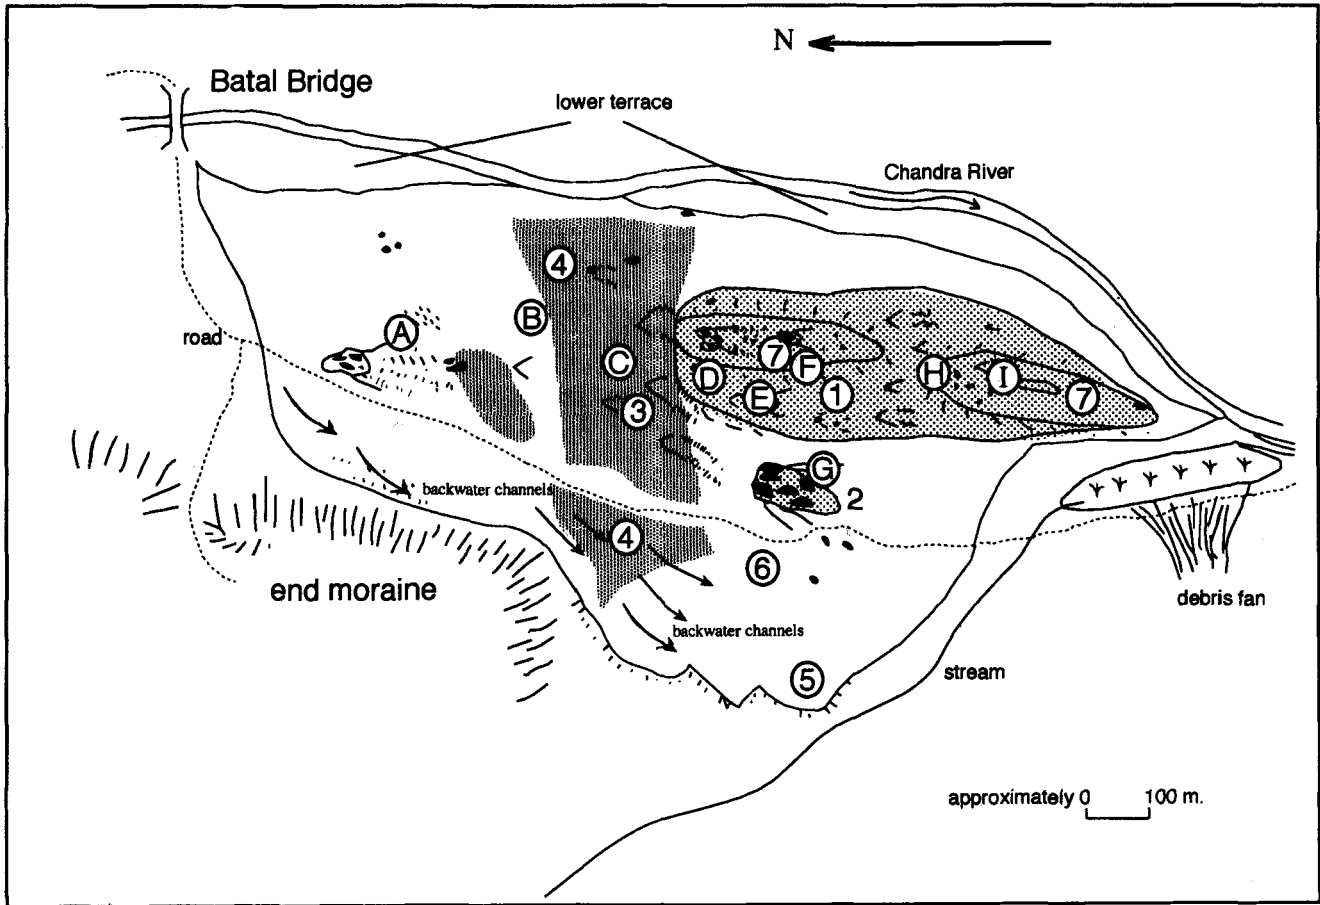 N
Batal Bridge
lower terrace
Chandra River
4
B
A
road
C
7
F
D
H
I
E
1
7
3
G
2
backwater channels
4
6
end moraine
debris fan
backwater channels
5
stream
approximately 0 100 m.